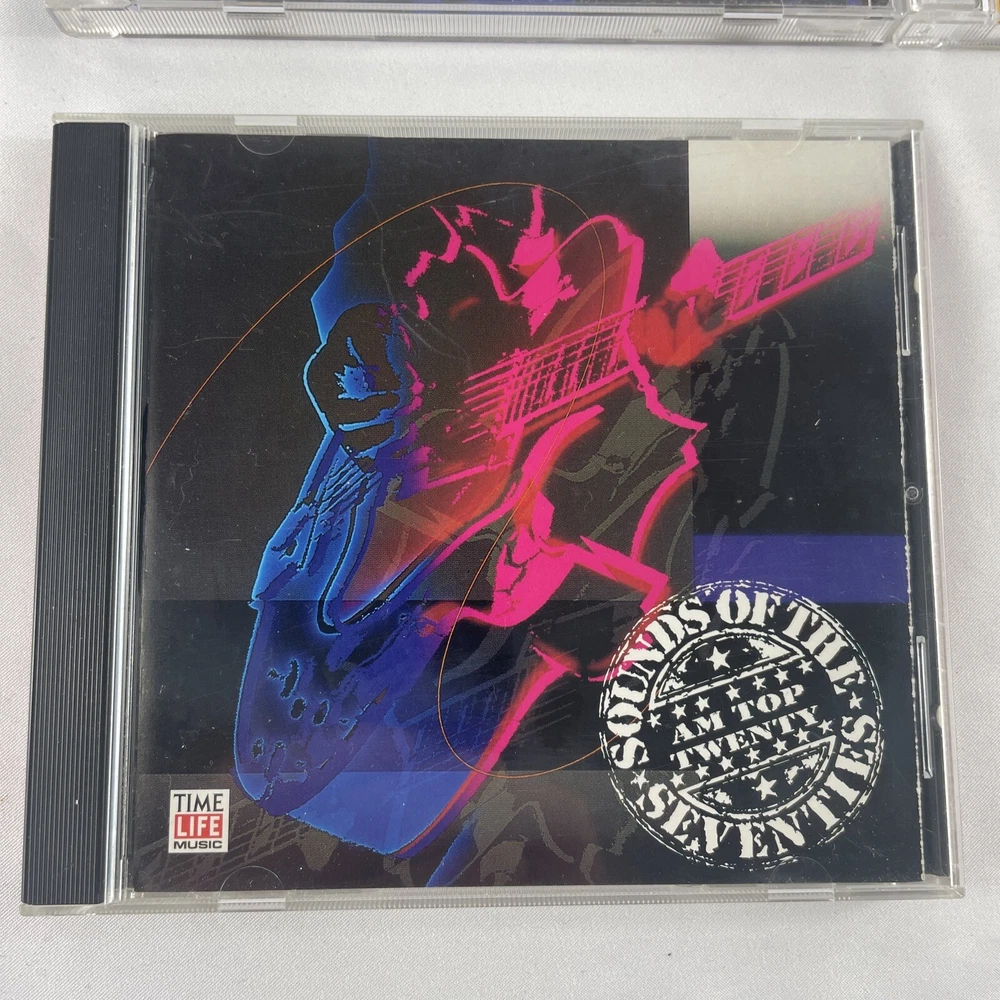 SOUNDS OF THE
AM TOP
TWENTY
SEVENTIES
TIME
LIFE
MUSIC